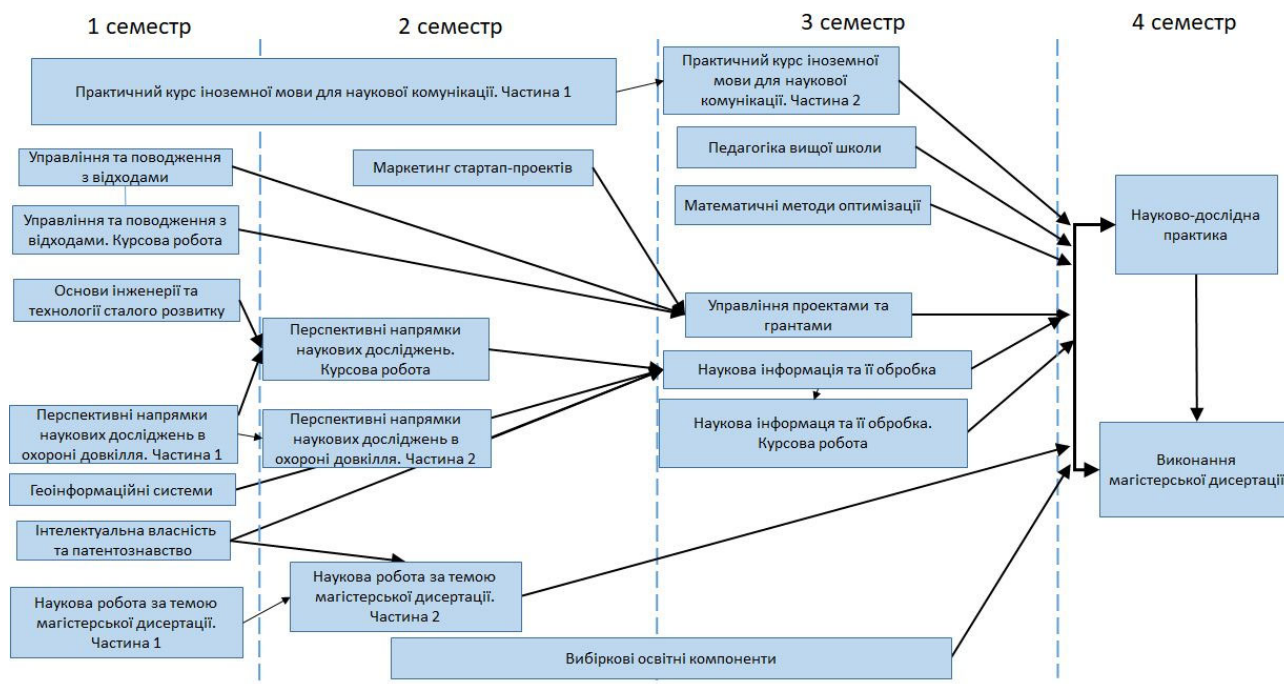 1 семестр
2 семестр
3 семестр
4 семестр
Практичний курс іноземної мови для наукової комунікації. Частина 1
Практичний курс іноземної
мови для наукової
комунікації. Частина 2
Управління та поводження
з відходами
Маркетинг стартап-проектів
Педагогіка вищої школи
Управління та поводження з
відходами. Курсова робота
Математичні методи оптимізації
Науково-дослідна
практика
Основи інженерії та
технології сталого розвитку
Перспективні напрямки
наукових досліджень.
Курсова робота
Управління проектами та
грантами
Наукова інформація та її обробка
Перспективні напрямки
наукових досліджень в
охороні довкілля. Частина 1
Перспективні напрямки
наукових досліджень в
охороні довкілля. Частина 2
Наукова інформаця та її обробка.
Курсова робота
Виконання
магістерської дисертації
Геоінформаційні системи
Інтелектуальна власність
та патентознавство
Наукова робота за темою
магістерської дисертації.
Частина 1
Наукова робота за темою
магістерської дисертації.
Частина 2
Вибіркові освітні компоненти